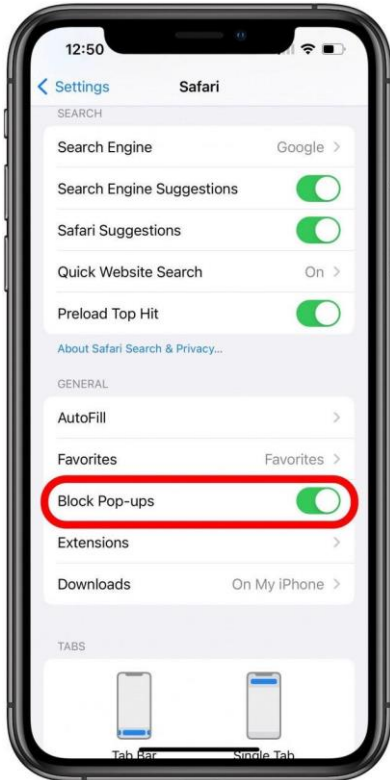 12:50
Settings
Safari
SEARCH
Search Engine
Google
Search Engine Suggestions
Safari Suggestions
Quick Website Search
On
Preload Top Hit
About Safari Search & Privacy...
GENERAL
AutoFill
Favorites
Favorites
Block Pop-ups
Extensions
Downloads
On My iPhone
TABS
Tab Bar
Single Tab